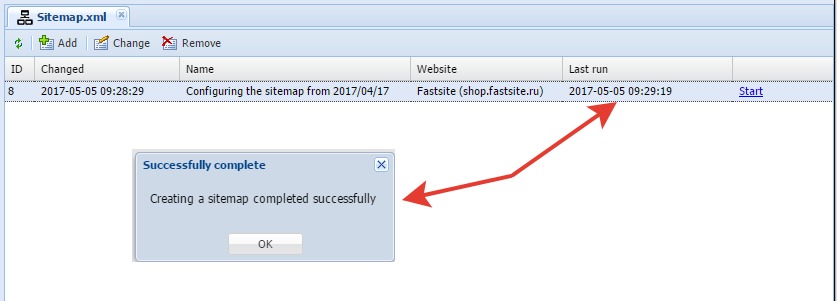 Sitemap.xml
Add Change Remove
ID Changed Name Website Last run
8 2017-05-05 09:28:29 Configuring the sitemap from 2017/04/17 Fastsite (shop.fastsite.ru) 2017-05-05 09:29:19 Start
Successfully complete
Creating a sitemap completed successfully
OK